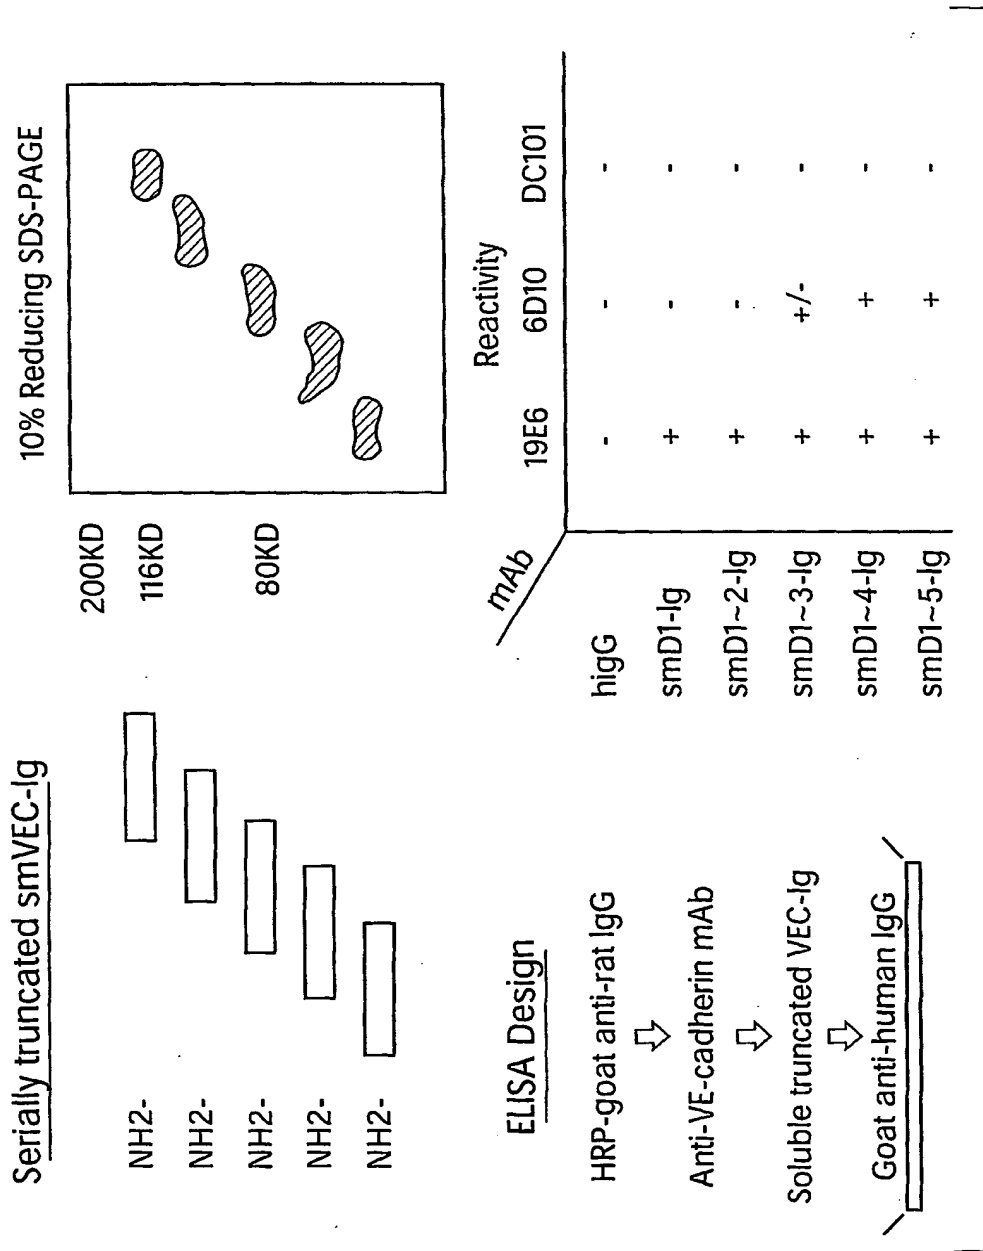 Serially truncated smVEC-Ig
NH2-
NH2-
NH2-
NH2-
NH2-
10% Reducing SDS-PAGE
200KD
116KD
80KD
ELISA Design
HRP-goat anti-rat IgG
Anti-VE-cadherin mAb
Soluble truncated VEC-Ig
Goat anti-human IgG
Reactivity
mAb 19E6 6D10 DC101
higG - - -
smD1-Ig + - -
smD1~2-Ig + - -
smD1~3-Ig + +/- -
smD1~4-Ig + + -
smD1~5-Ig + + -